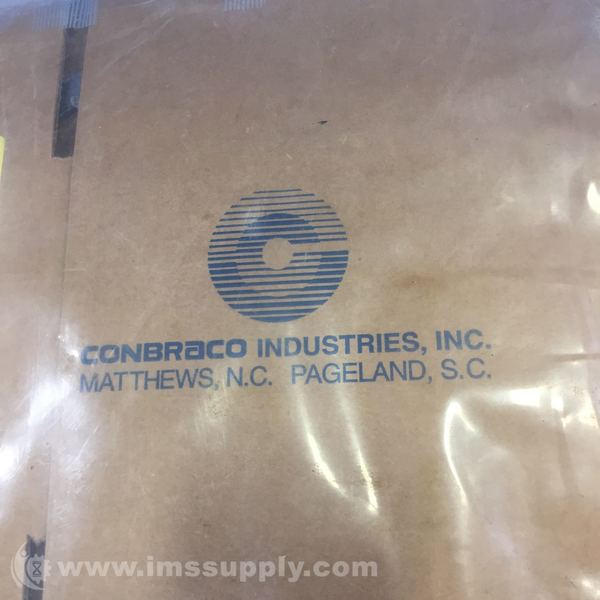 CONBRaCO INDUSTRIES, INC.
MATTHEWS, N.C. PAGELAND, S.C.
www.imssupply.com